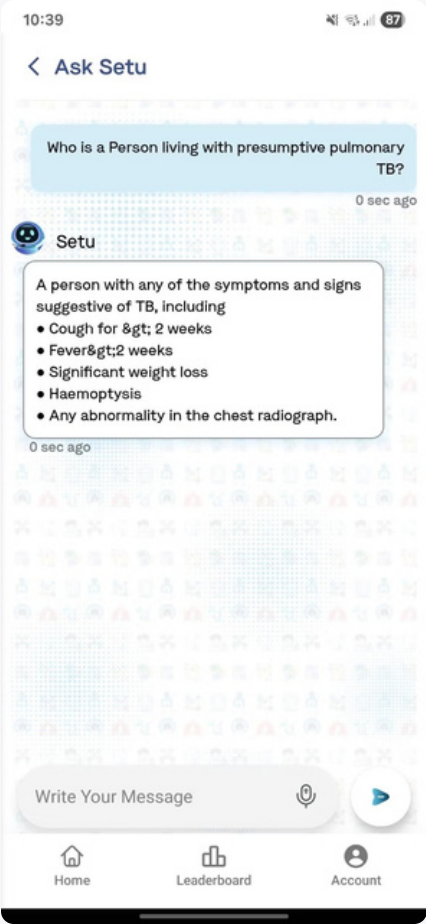 10:39
87
Ask Setu
Who is a Person living with presumptive pulmonary
TB?
0 sec ago
Setu
A person with any of the symptoms and signs
suggestive of TB, including
● Cough for &gt; 2 weeks
● Fever&gt;2 weeks
● Significant weight loss
● Haemoptysis
● Any abnormality in the chest radiograph.
0 sec ago
Write Your Message
Home
Leaderboard
Account